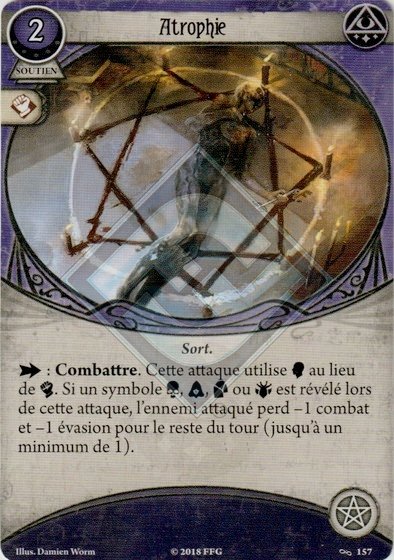 2
Atrophie
SOUTIEN
Sort.
: Combattre. Cette attaque utilise au lieu
de . Si un symbole , , ou est révélé lors
de cette attaque, l'ennemi attaqué perd –1 combat
et –1 évasion pour le reste du tour (jusqu'à un
minimum de 1).
Illus. Damien Worm
© 2018 FFG
157